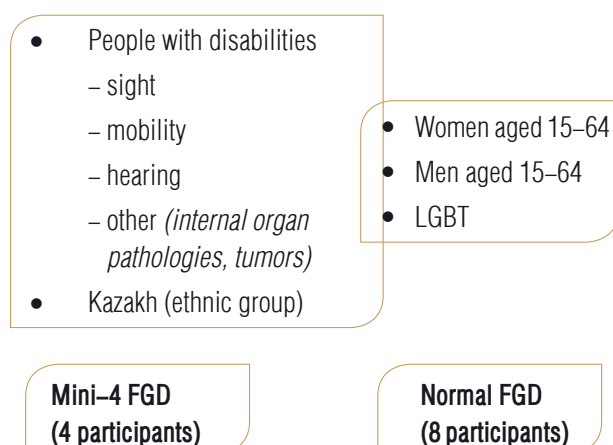 ● People with disabilities
– sight
– mobility
– hearing
– other (internal organ
pathologies, tumors)
● Kazakh (ethnic group)
● Women aged 15–64
● Men aged 15–64
● LGBT
Mini–4 FGD
(4 participants)
Normal FGD
(8 participants)